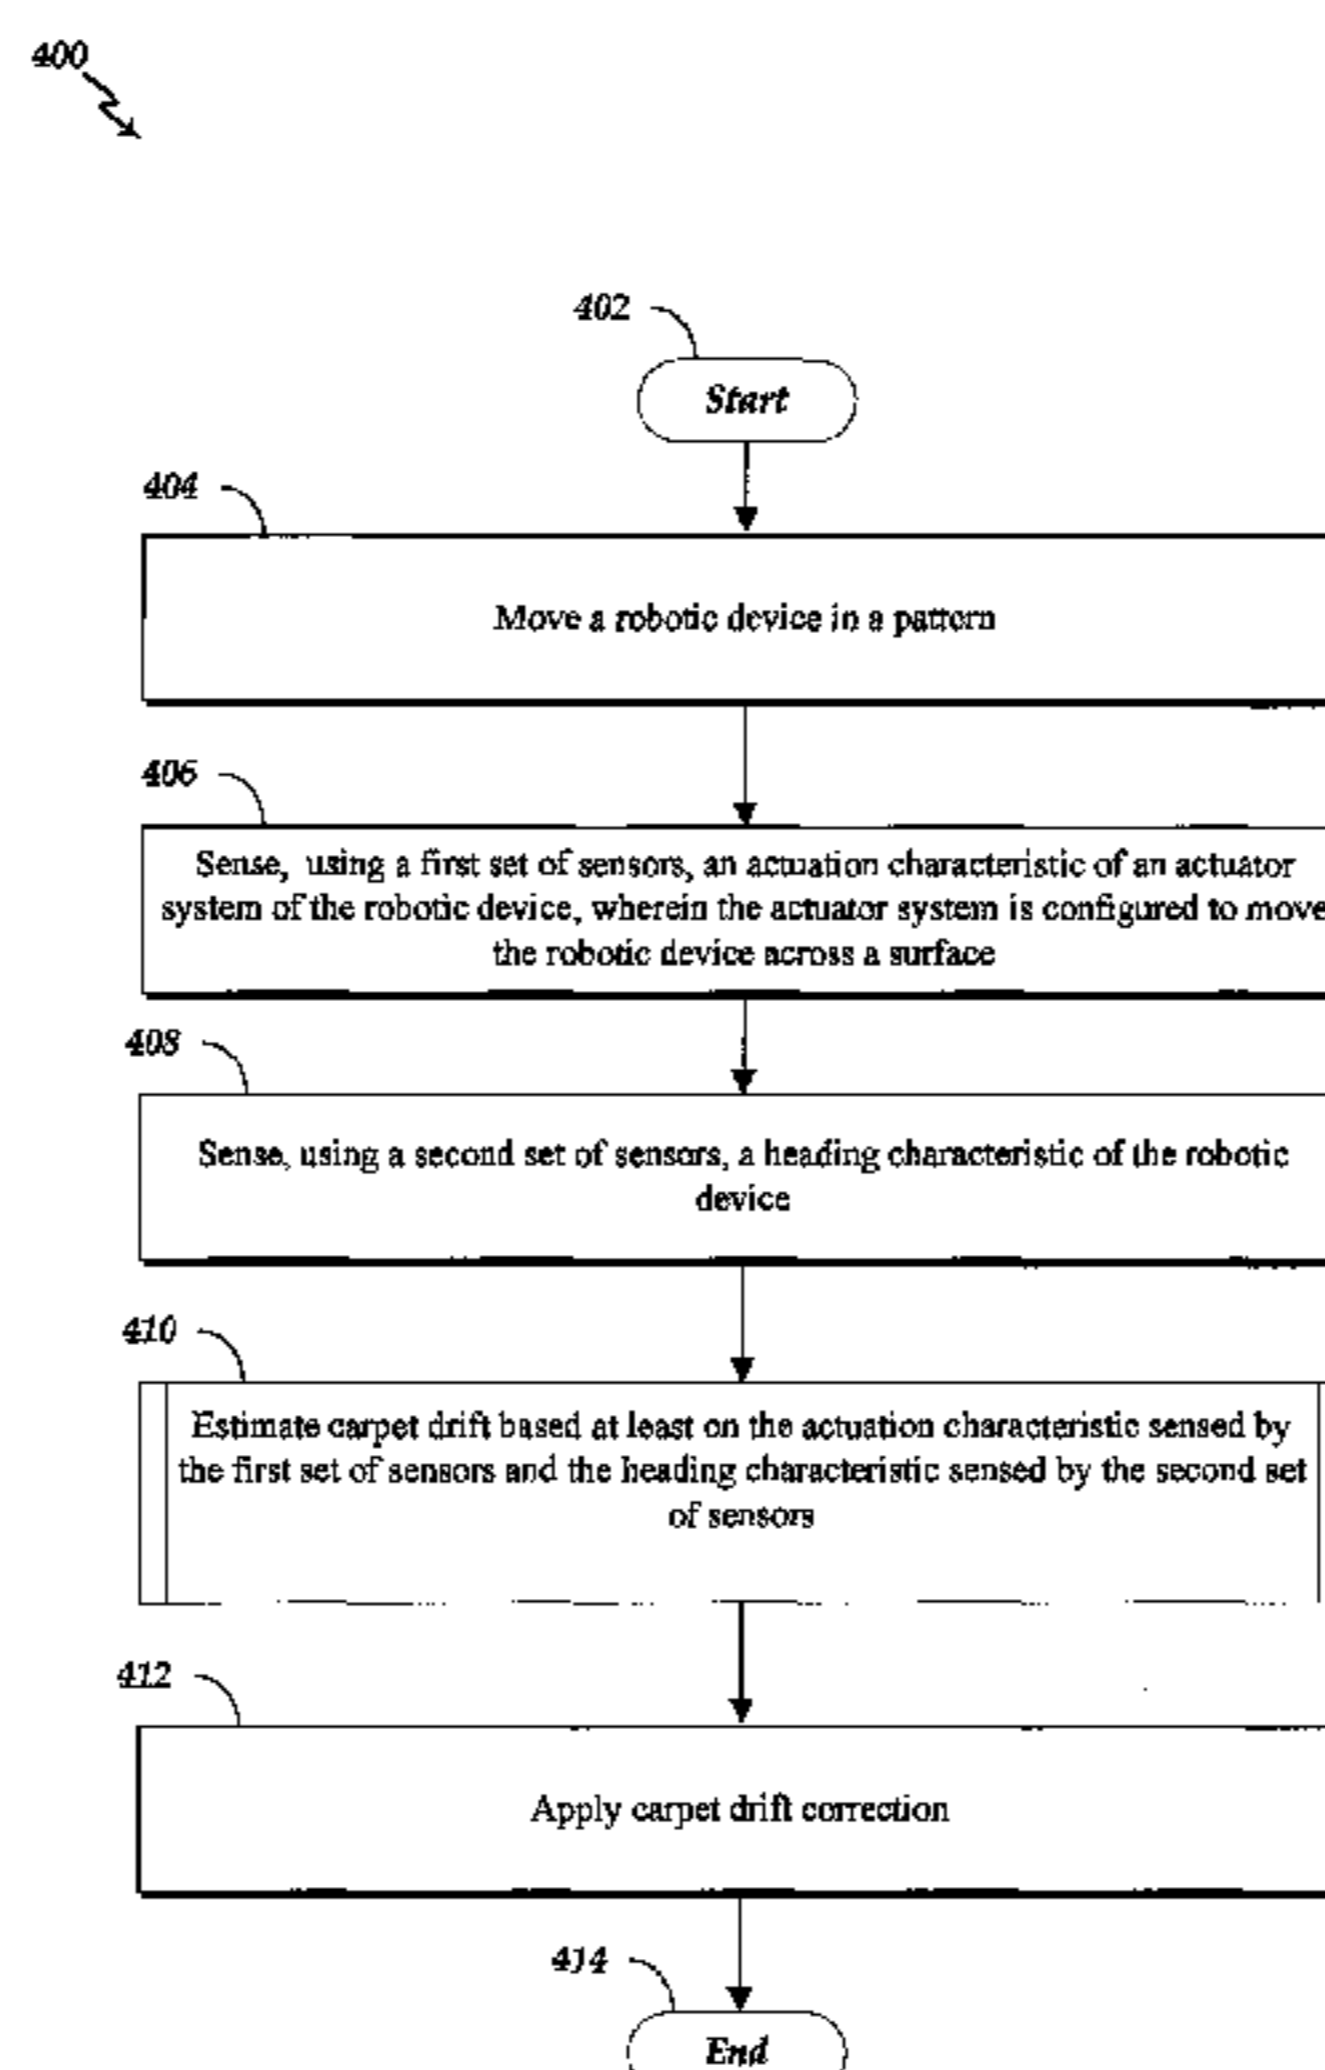 400
402
Start
404
Move a robotic device in a pattern
406
Sense, using a first set of sensors, an actuation characteristic of an actuator
system of the robotic device, wherein the actuator system is configured to move
the robotic device across a surface
408
Sense, using a second set of sensors, a heading characteristic of the robotic
device
410
Estimate carpet drift based at least on the actuation characteristic sensed by
the first set of sensors and the heading characteristic sensed by the second set
of sensors
412
Apply carpet drift correction
414
End